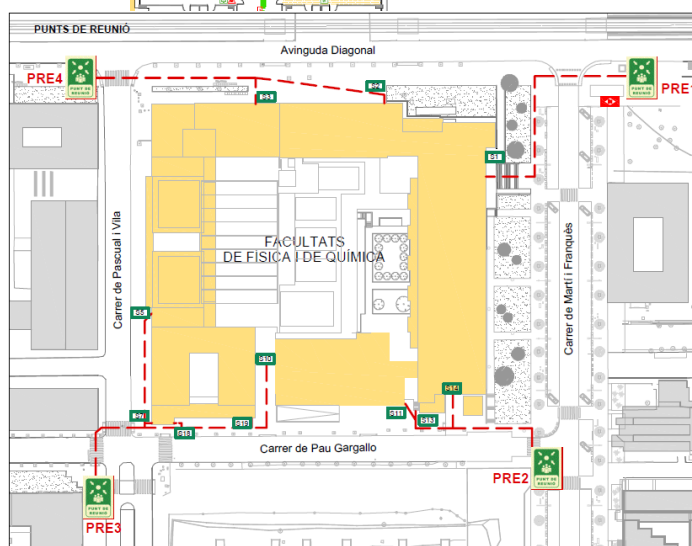 PUNTS DE REUNIÓ
Avinguda Diagonal
PRE4
PUNT DE
REUNIÓ
S3
S2
PUNT DE
REUNIÓ
PRE1
S1
Carrer de Pascual i Vila
FACULTATS
DE FÍSICA I DE QUÍMICA
Carrer de Martí i Franquès
S5
S10
S14
S7
S18
S19
S11
S13
Carrer de Pau Gargallo
PUNT DE
REUNIÓ
PRE3
PRE2
PUNT DE
REUNIÓ